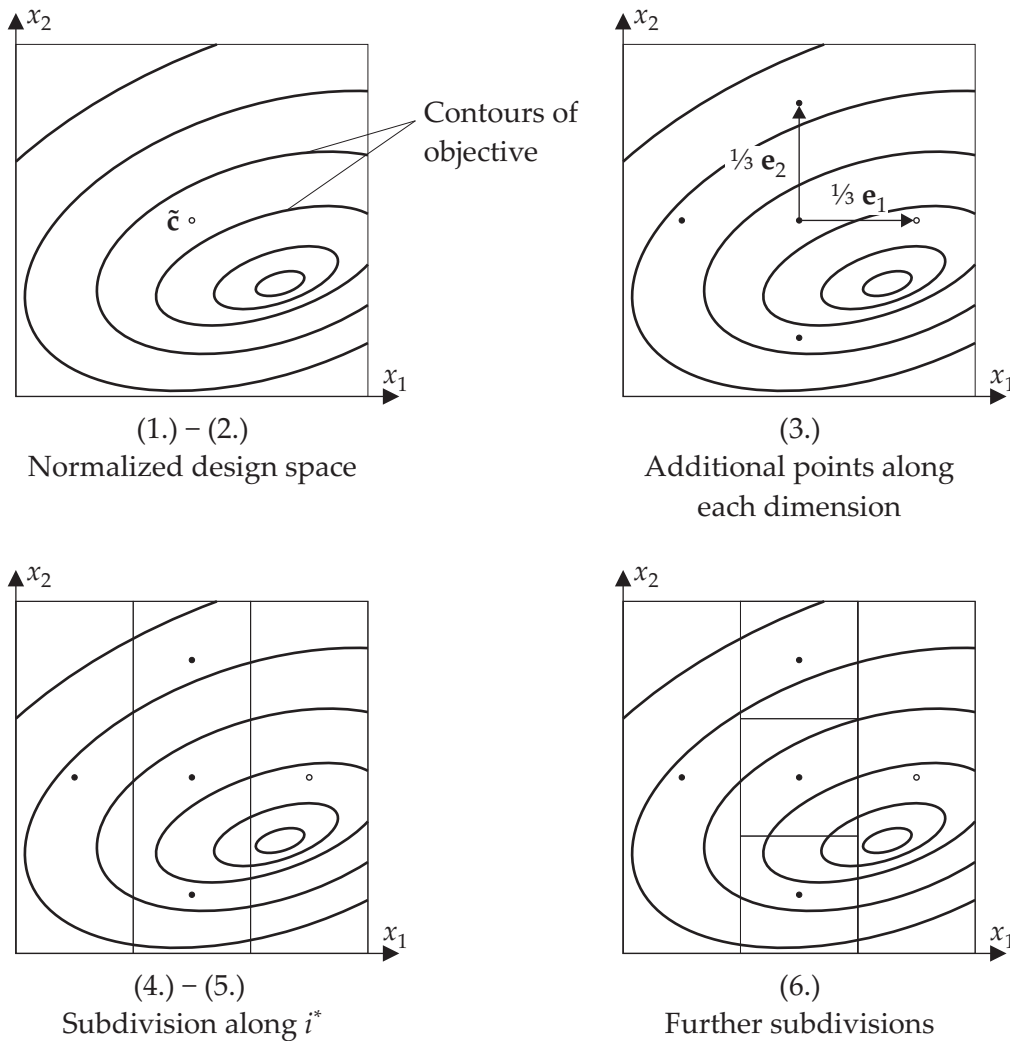 x₂
Contours of
objective
c̃
x₁
(1.) – (2.)
Normalized design space
x₂
⅓ e₂
⅓ e₁
x₁
(3.)
Additional points along
each dimension
x₂
x₁
(4.) – (5.)
Subdivision along i*
x₂
x₁
(6.)
Further subdivisions